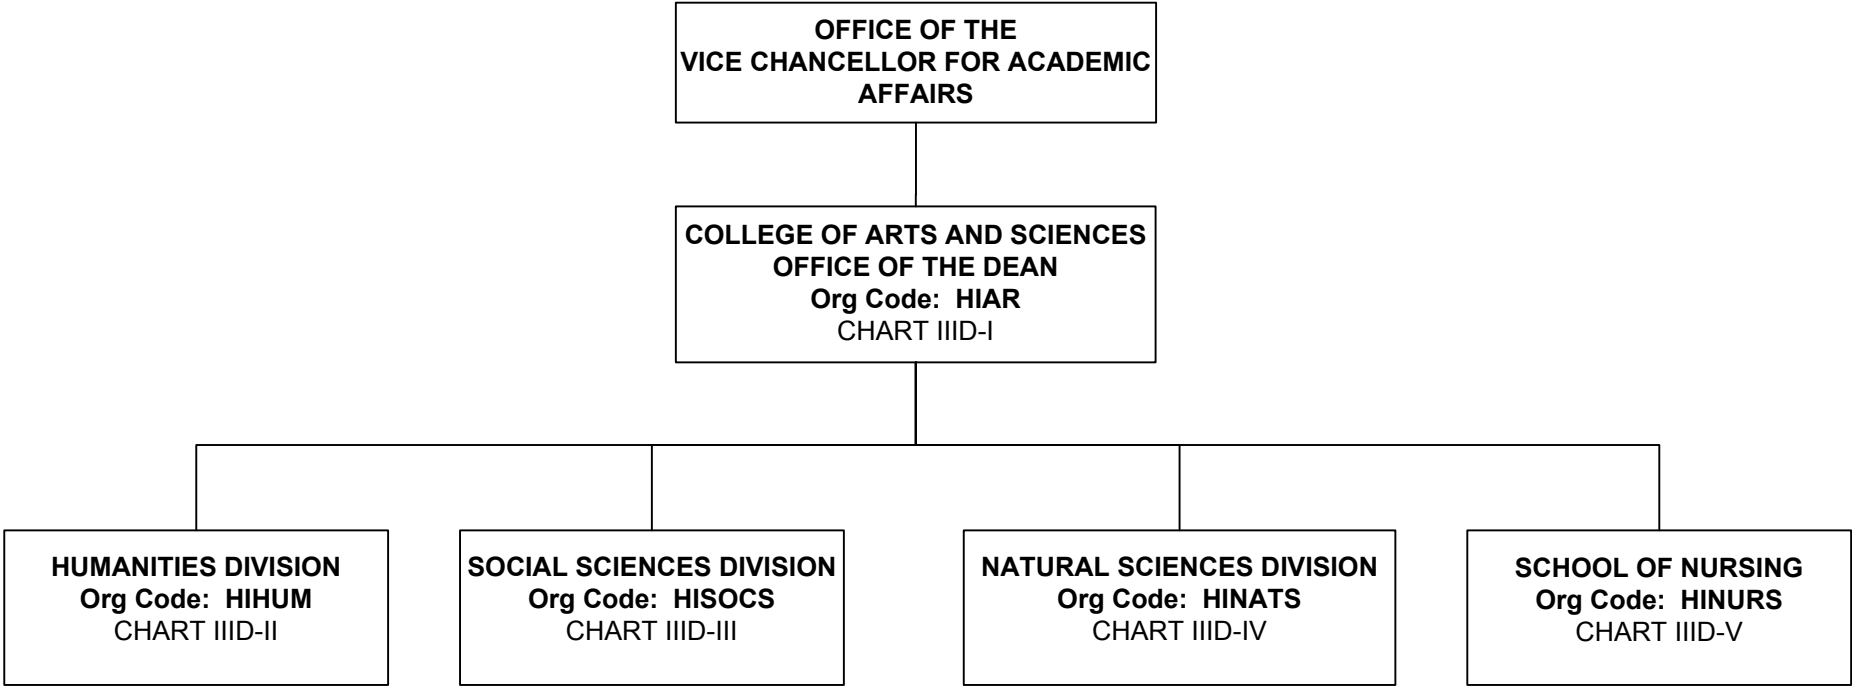 OFFICE OF THE
VICE CHANCELLOR FOR ACADEMIC
AFFAIRS
COLLEGE OF ARTS AND SCIENCES
OFFICE OF THE DEAN
Org Code:  HIAR
CHART IIID-I
HUMANITIES DIVISION
Org Code:  HIHUM
CHART IIID-II
SOCIAL SCIENCES DIVISION
Org Code:  HISOCS
CHART IIID-III
NATURAL SCIENCES DIVISION
Org Code:  HINATS
CHART IIID-IV
SCHOOL OF NURSING
Org Code:  HINURS
CHART IIID-V